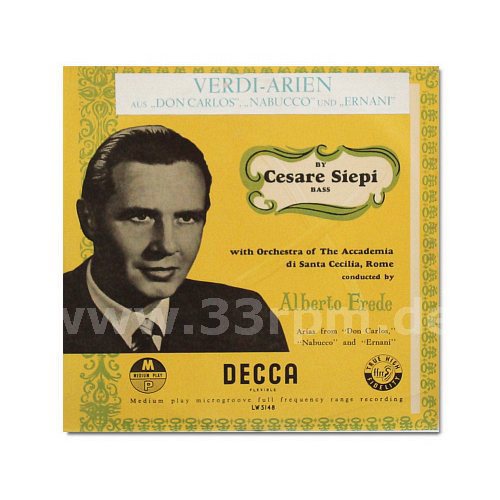 VERDI-ARIEN
AUS „DON CARLOS”, „NABUCCO” UND „ERNANI”
BY
Cesare Siepi
BASS
with Orchestra of The Accademia
di Santa Cecilia, Rome
conducted by
Alberto Erede
www.33rpm.de
Arias from "Don Carlos,"
"Nabucco" and "Ernani"
M
MEDIUM PLAY
P
DECCA
FLEXIBLE
TRUE HIGH
ffrr
FIDELITY
Medium play microgroove full frequency range recording
LW 5148